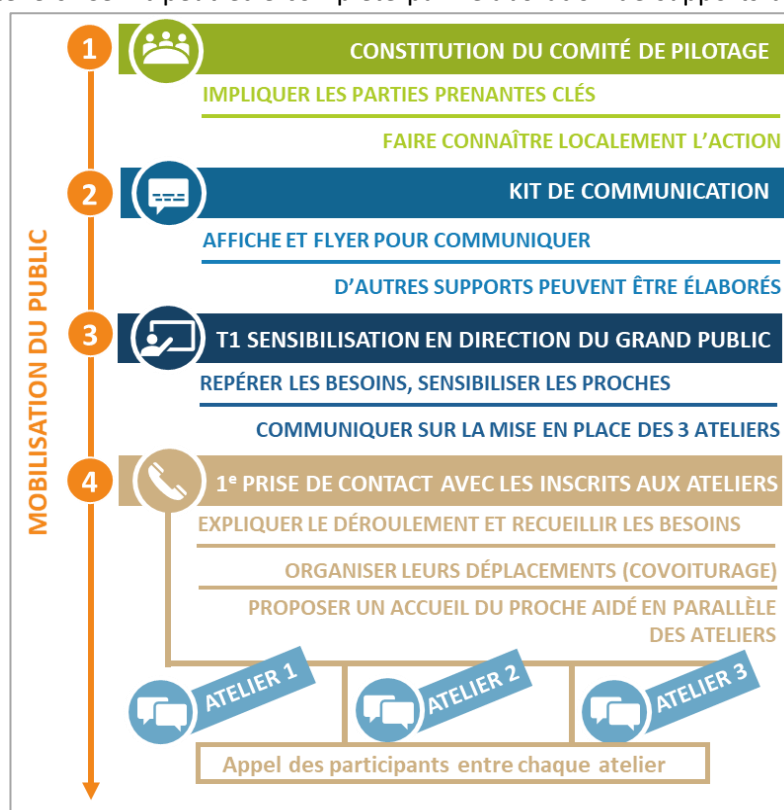 1
CONSTITUTION DU COMITÉ DE PILOTAGE
IMPLIQUER LES PARTIES PRENANTES CLÉS
FAIRE CONNAÎTRE LOCALEMENT L'ACTION
2
KIT DE COMMUNICATION
AFFICHE ET FLYER POUR COMMUNIQUER
D'AUTRES SUPPORTS PEUVENT ÊTRE ÉLABORÉS
MOBILISATION DU PUBLIC
3
T1 SENSIBILISATION EN DIRECTION DU GRAND PUBLIC
REPÉRER LES BESOINS, SENSIBILISER LES PROCHES
COMMUNIQUER SUR LA MISE EN PLACE DES 3 ATELIERS
4
1ᵉ PRISE DE CONTACT AVEC LES INSCRITS AUX ATELIERS
EXPLIQUER LE DÉROULEMENT ET RECUEILLIR LES BESOINS
ORGANISER LEURS DÉPLACEMENTS (COVOITURAGE)
PROPOSER UN ACCUEIL DU PROCHE AIDÉ EN PARALLÈLE
DES ATELIERS
ATELIER 1
ATELIER 2
ATELIER 3
Appel des participants entre chaque atelier